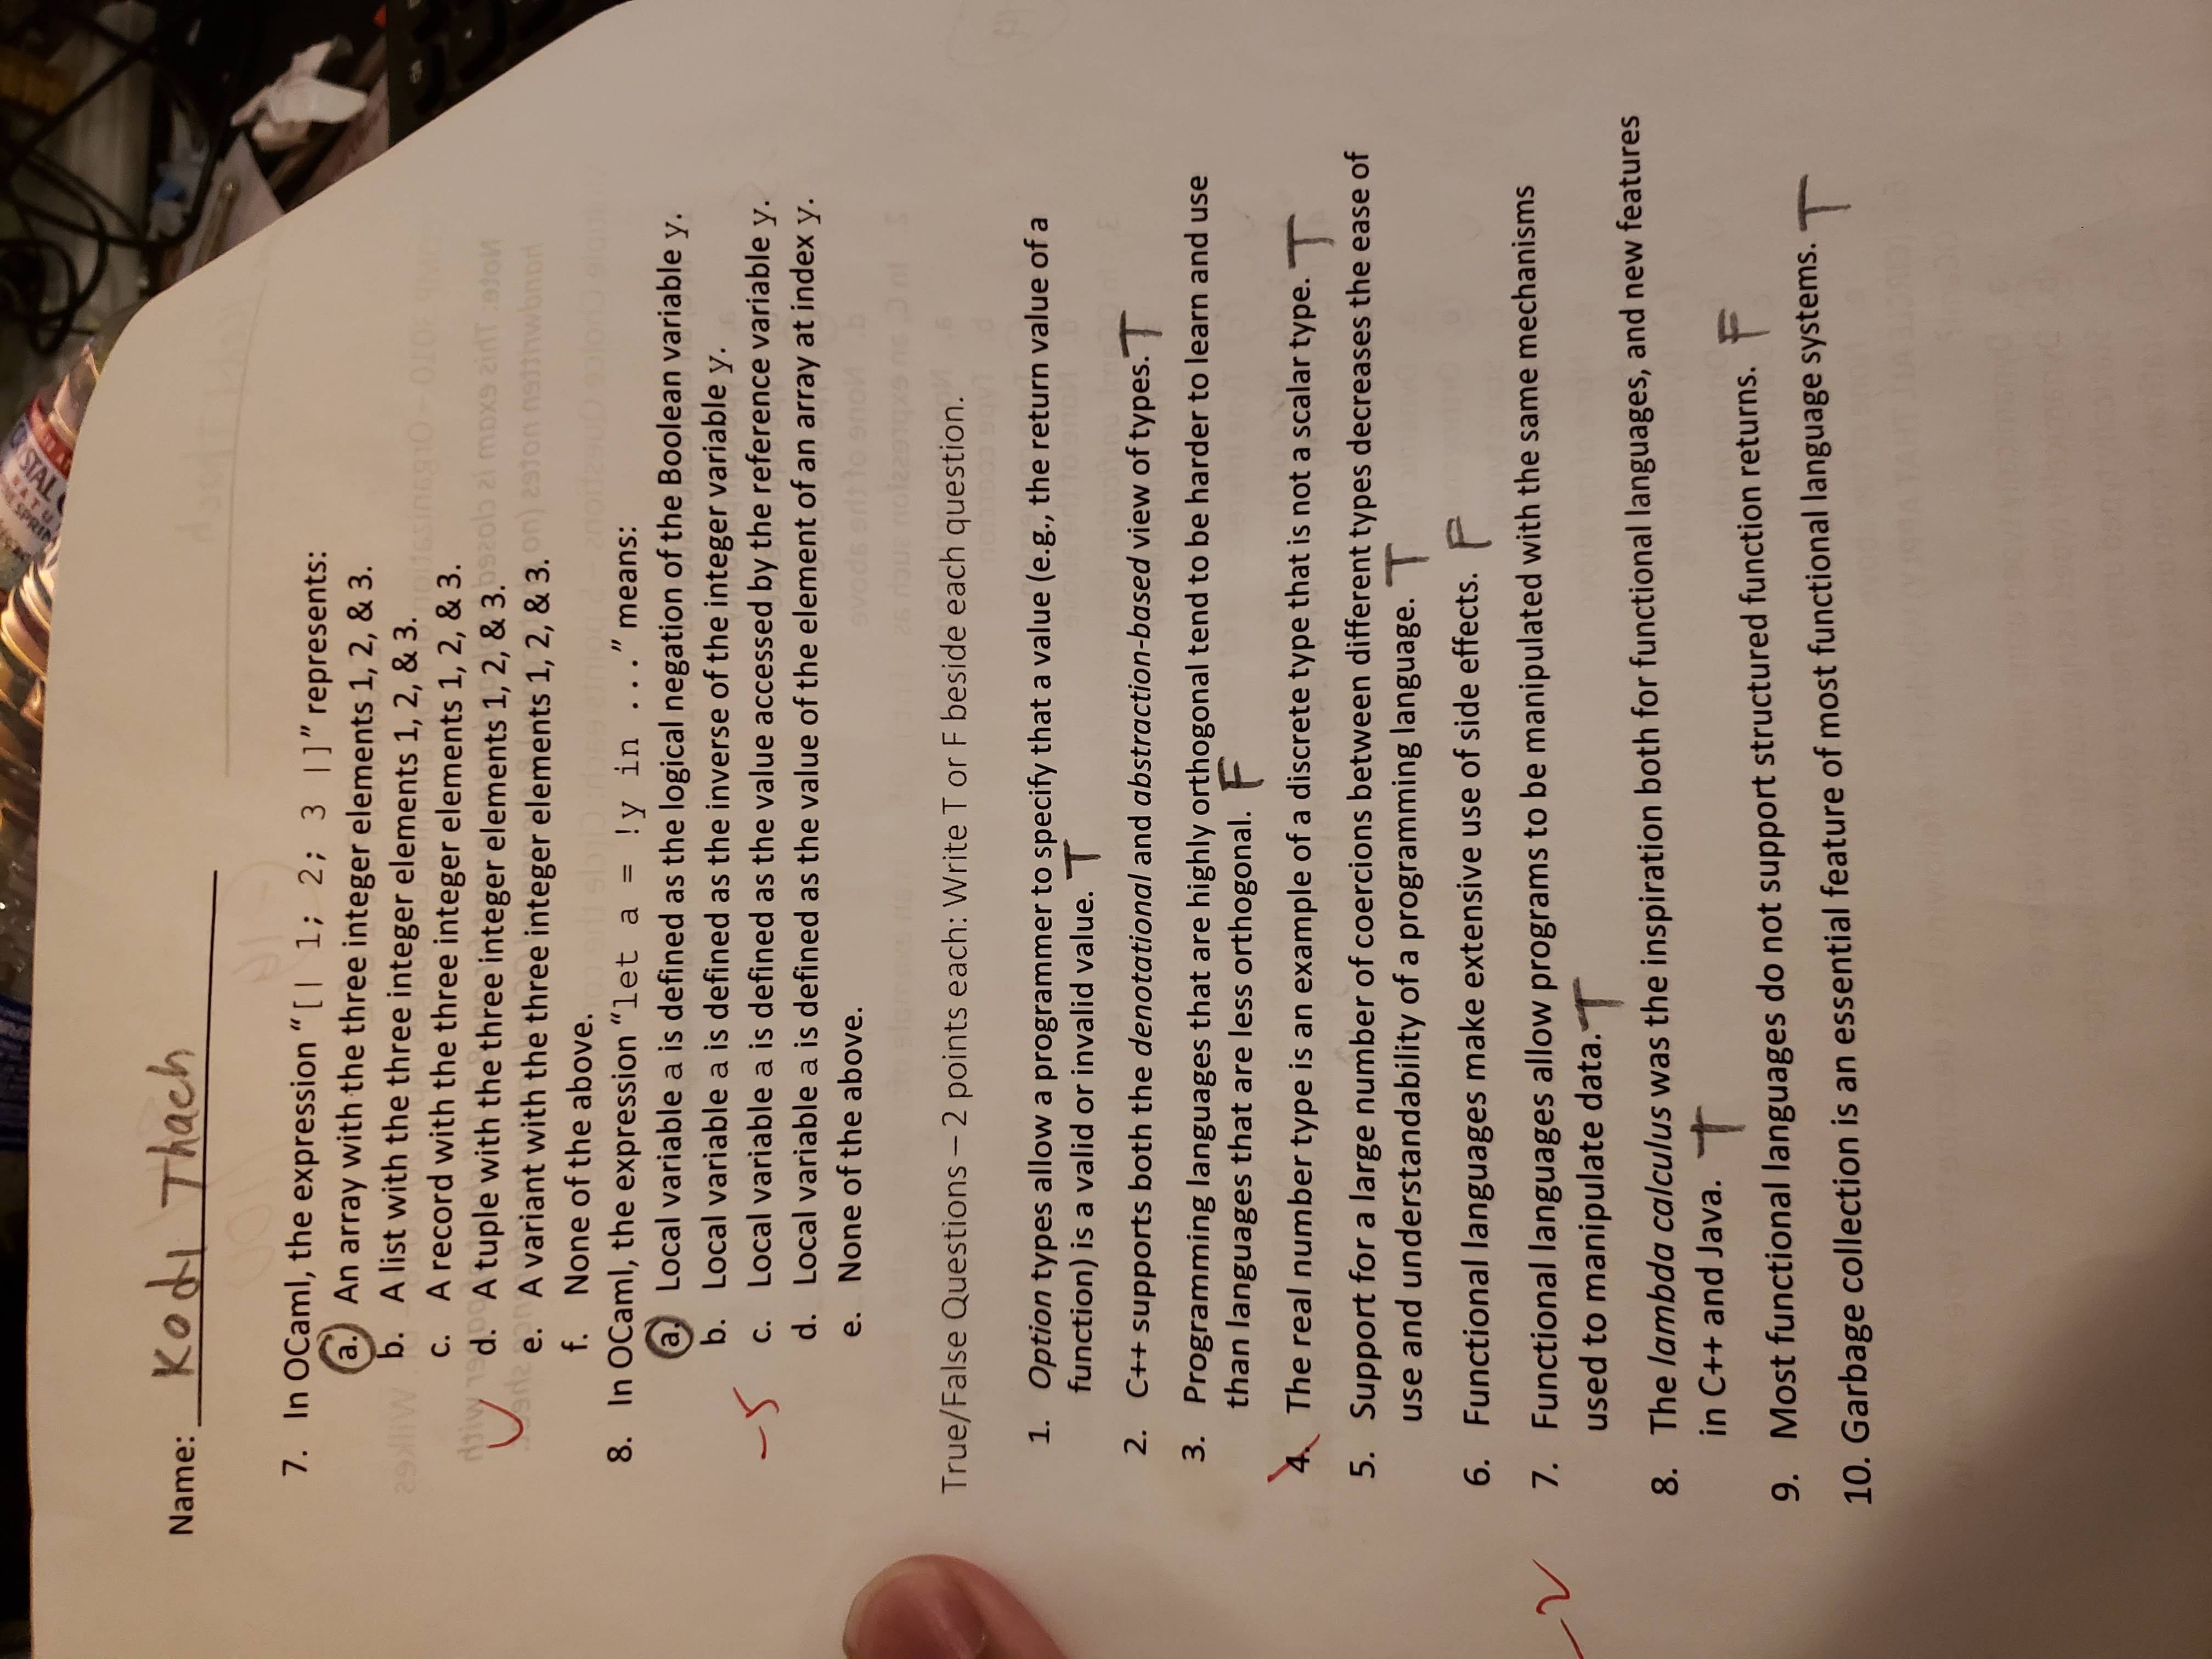 Name: Kodi Thach
7. In OCaml, the expression “[| 1; 2; 3 |]” represents:
a. An array with the three integer elements 1, 2, & 3.
b. A list with the three integer elements 1, 2, & 3.
c. A record with the three integer elements 1, 2, & 3.
d. A tuple with the three integer elements 1, 2, & 3.
e. A variant with the three integer elements 1, 2, & 3.
f. None of the above.
8. In OCaml, the expression “let a = !y in ...” means:
a. Local variable a is defined as the logical negation of the Boolean variable y.
b. Local variable a is defined as the inverse of the integer variable y.
-5 c. Local variable a is defined as the value accessed by the reference variable y.
d. Local variable a is defined as the value of the element of an array at index y.
e. None of the above.
True/False Questions – 2 points each: Write T or F beside each question.
1. Option types allow a programmer to specify that a value (e.g., the return value of a
function) is a valid or invalid value. T
2. C++ supports both the denotational and abstraction-based view of types. T
3. Programming languages that are highly orthogonal tend to be harder to learn and use
than languages that are less orthogonal. F
4. The real number type is an example of a discrete type that is not a scalar type. T
5. Support for a large number of coercions between different types decreases the ease of
use and understandability of a programming language. T
6. Functional languages make extensive use of side effects. F
-2 7. Functional languages allow programs to be manipulated with the same mechanisms
used to manipulate data. T
8. The lambda calculus was the inspiration both for functional languages, and new features
in C++ and Java. T
9. Most functional languages do not support structured function returns. F
10. Garbage collection is an essential feature of most functional language systems. T